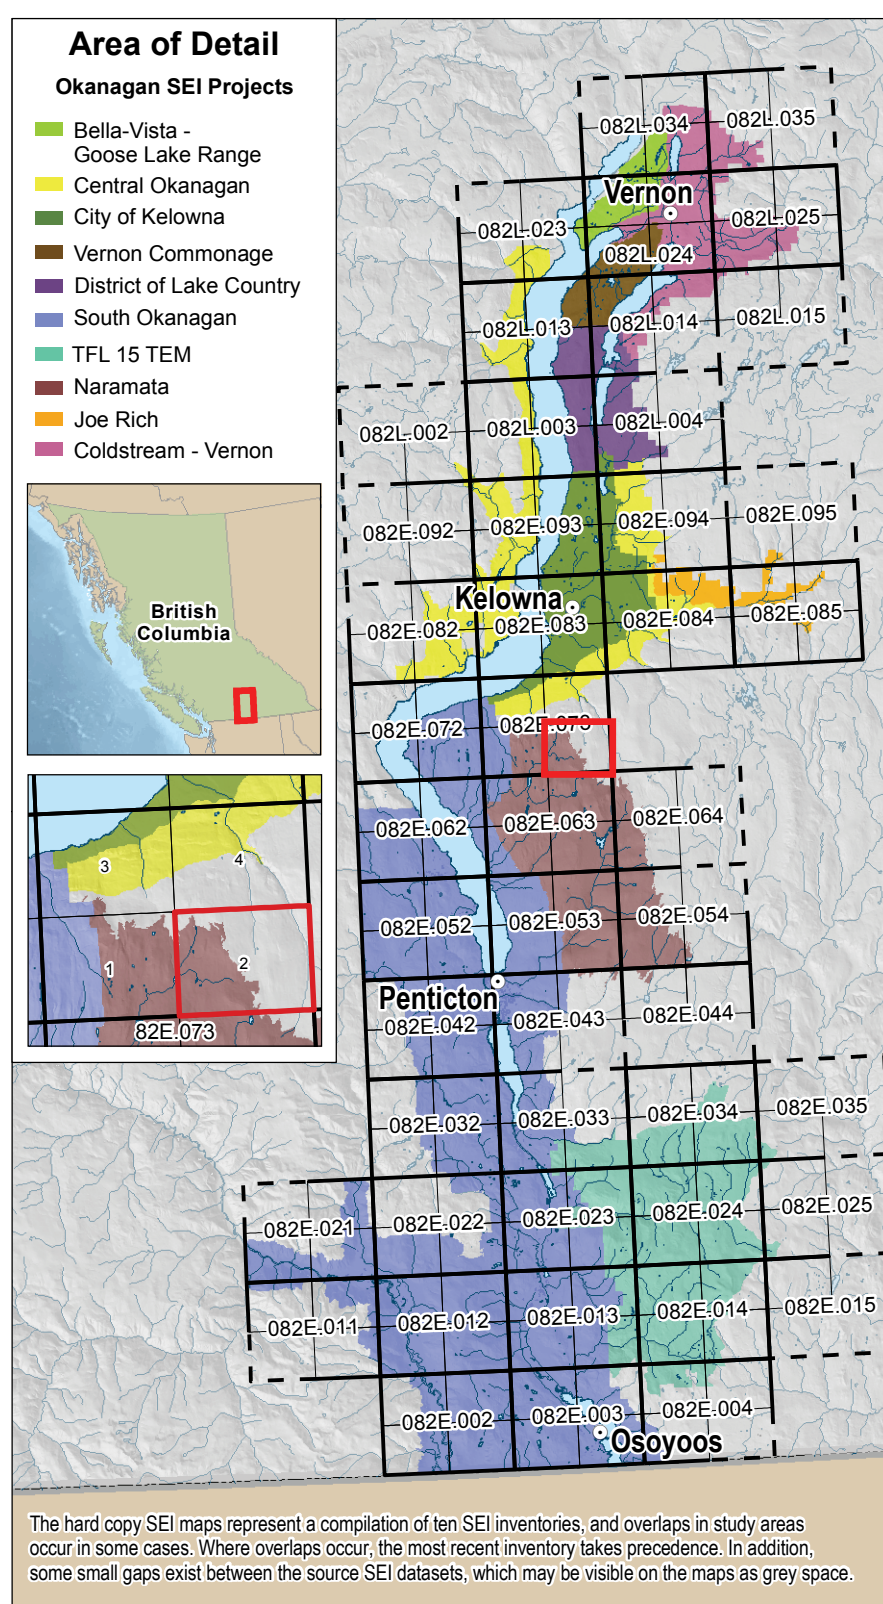 Area of Detail
Okanagan SEI Projects
Bella-Vista -
Goose Lake Range
Central Okanagan
City of Kelowna
Vernon Commonage
District of Lake Country
South Okanagan
TFL 15 TEM
Naramata
Joe Rich
Coldstream - Vernon
British
Columbia
3
4
1
2
82E.073
082L.034
082L.035
Vernon
082L.023
082L.025
082L.024
082L.013
082L.014
082L.015
082L.002
082L.003
082L.004
082E.092
082E.093
082E.094
082E.095
Kelowna
082E.082
082E.083
082E.084
082E.085
082E.072
082E.073
082E.062
082E.063
082E.064
082E.052
082E.053
082E.054
Penticton
082E.042
082E.043
082E.044
082E.032
082E.033
082E.034
082E.035
082E.021
082E.022
082E.023
082E.024
082E.025
082E.011
082E.012
082E.013
082E.014
082E.015
082E.002
082E.003
082E.004
Osoyoos
The hard copy SEI maps represent a compilation of ten SEI inventories, and overlaps in study areas
occur in some cases. Where overlaps occur, the most recent inventory takes precedence. In addition,
some small gaps exist between the source SEI datasets, which may be visible on the maps as grey space.